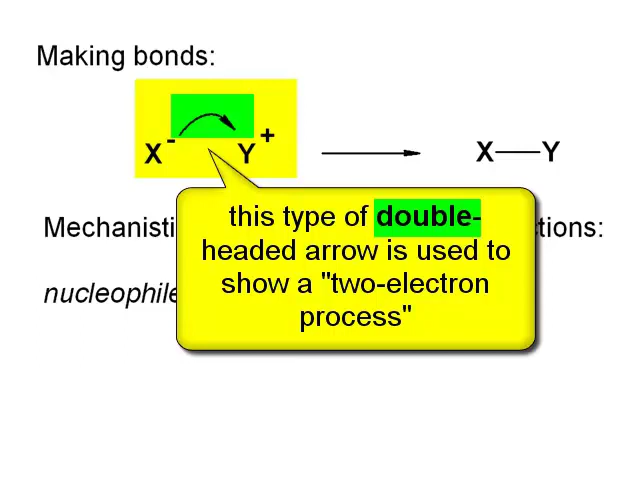 Making bonds:
X - Y + X Y
this type of double-
headed arrow is used to
show a "two-electron
process"
Mechanisti tions:
nucleophile